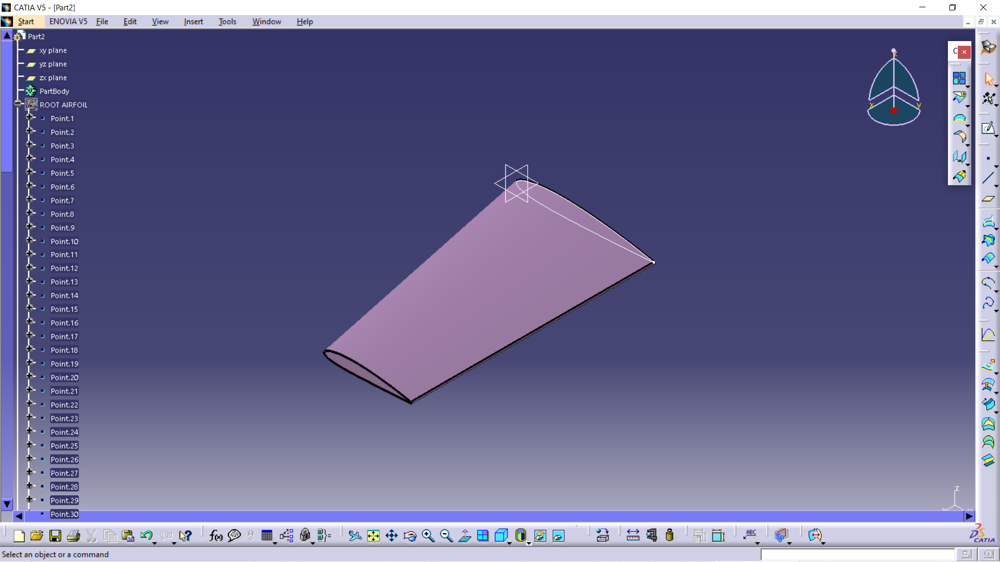 CATIA V5 - [Part2]
Start ENOVIA V5 File Edit View Insert Tools Window Help
Part2
xy plane
yz plane
zx plane
PartBody
ROOT AIRFOIL
Point.1
Point.2
Point.3
Point.4
Point.5
Point.6
Point.7
Point.8
Point.9
Point.10
Point.11
Point.12
Point.13
Point.14
Point.15
Point.16
Point.17
Point.18
Point.19
Point.20
Point.21
Point.22
Point.23
Point.24
Point.25
Point.26
Point.27
Point.28
Point.29
Point.30
z
x y
C
z
f(x)
ABC
CATIA
Select an object or a command